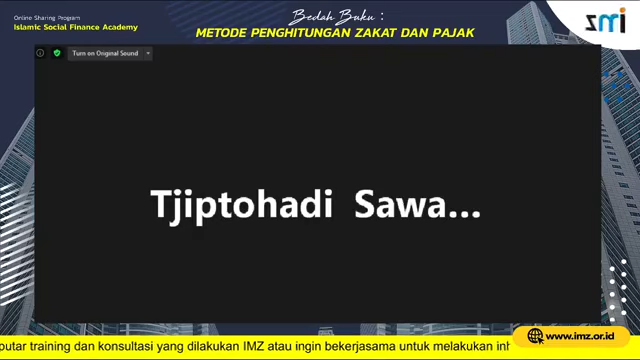 Online Sharing Program
Islamic Social Finance Academy
Bedah Buku :
METODE PENGHITUNGAN ZAKAT DAN PAJAK
imz
Turn on Original Sound
Tjiptohadi Sawa...
putar training dan konsultasi yang dilakukan IMZ atau ingin bekerjasama untuk melakukan inh
www.imz.or.id